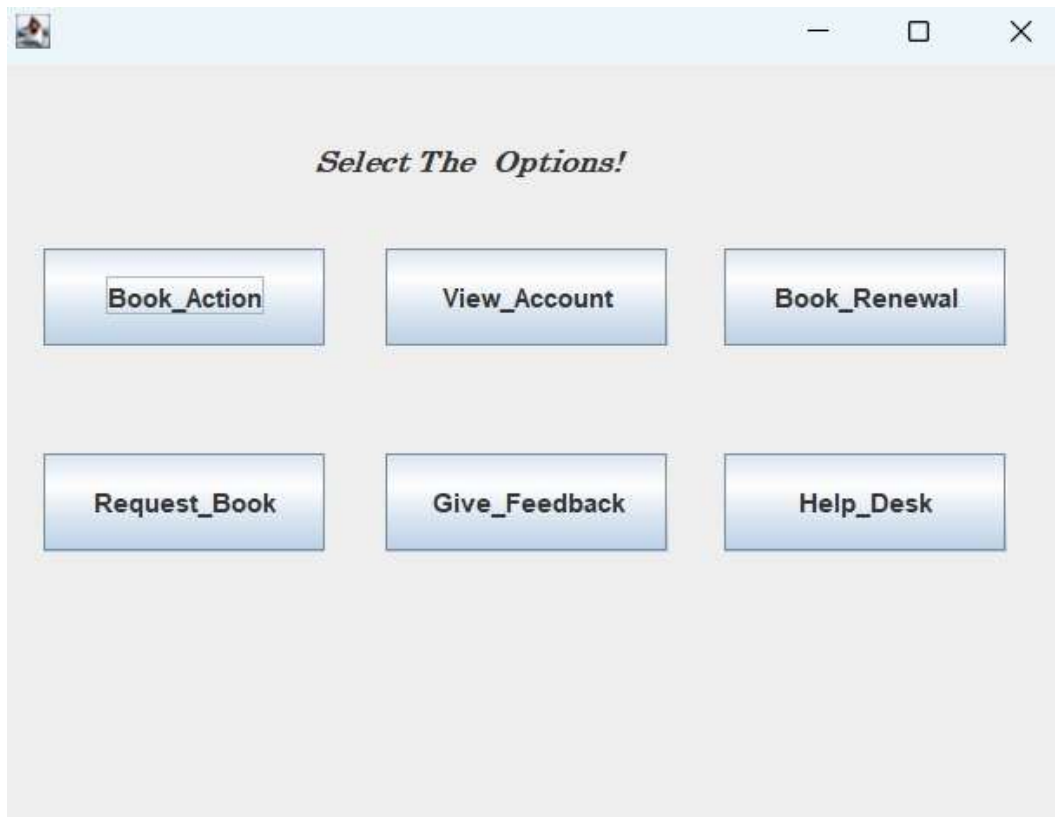 Select The  Options!
Book_Action View_Account Book_Renewal
Request_Book Give_Feedback Help_Desk